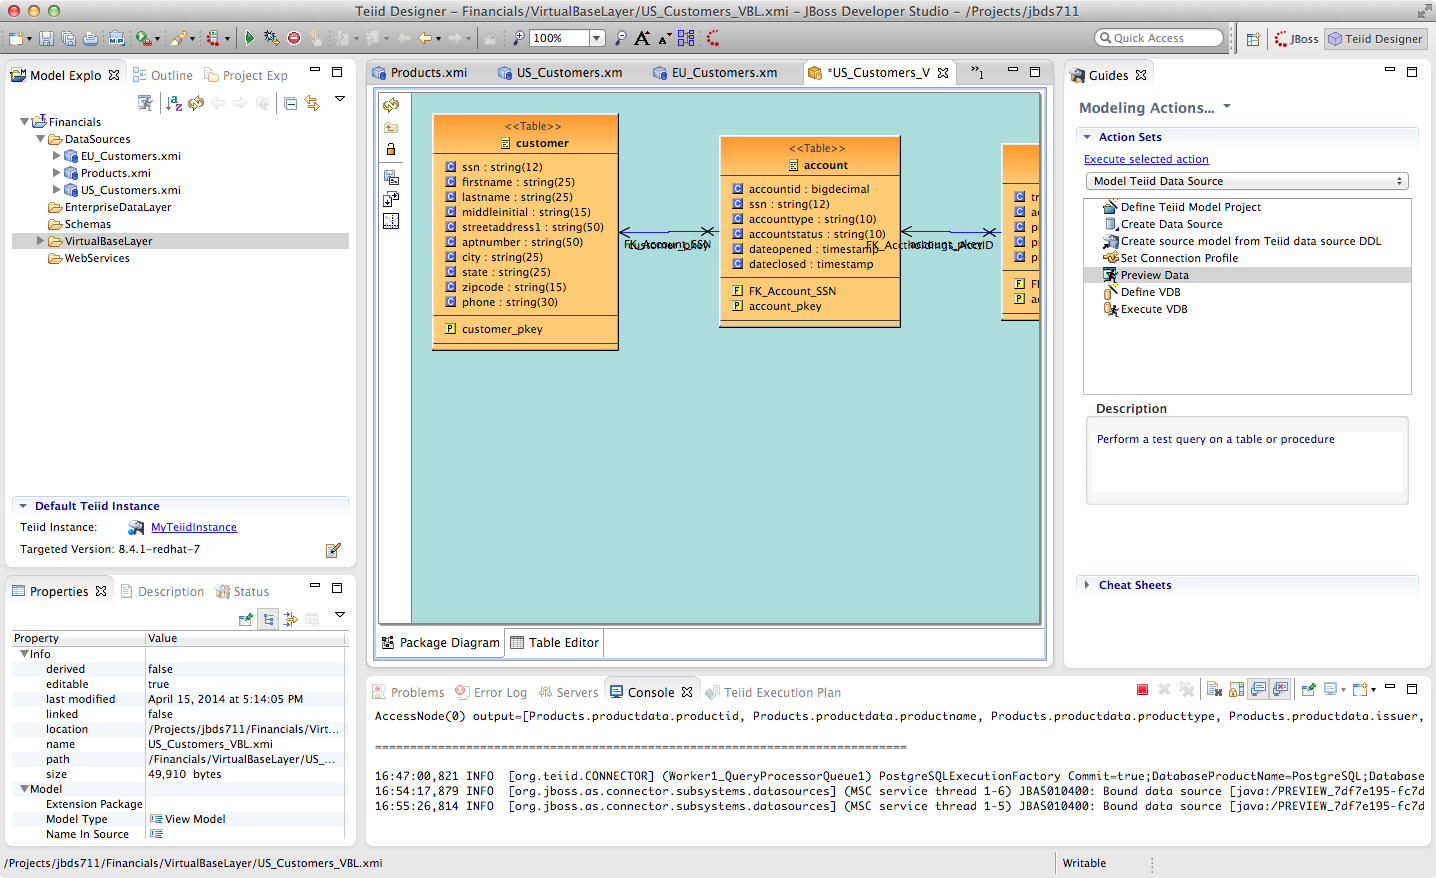 Teiid Designer – Financials/VirtualBaseLayer/US_Customers_VBL.xmi – JBoss Developer Studio – /Projects/jbds711
100%
Quick Access
JBoss
Teiid Designer
Model Explo
Outline
Project Exp
Financials
DataSources
EU_Customers.xmi
Products.xmi
US_Customers.xmi
EnterpriseDataLayer
Schemas
VirtualBaseLayer
WebServices
Default Teiid Instance
Teiid Instance:
MyTeiidInstance
Targeted Version: 8.4.1-redhat-7
Properties
Description
Status
Property
Value
Info
derived
false
editable
true
last modified
April 15, 2014 at 5:14:05 PM
linked
false
location
/Projects/jbds711/Financials/Virt...
name
US_Customers_VBL.xmi
path
/Financials/VirtualBaseLayer/US_...
size
49,910 bytes
Model
Extension Package
Model Type
View Model
Name In Source
Products.xmi
US_Customers.xm
EU_Customers.xm
*US_Customers_V
»1
<<Table>>
customer
ssn : string(12)
firstname : string(25)
lastname : string(25)
middleinitial : string(15)
streetaddress1 : string(50)
aptnumber : string(50)
city : string(25)
state : string(25)
zipcode : string(15)
phone : string(30)
customer_pkey
FK_Account_SSN
customer_pkey
<<Table>>
account
accountid : bigdecimal
ssn : string(12)
accounttype : string(10)
accountstatus : string(10)
dateopened : timestamp
dateclosed : timestamp
FK_Account_SSN
account_pkey
tr
a
p
p
p
F
a
Package Diagram
Table Editor
Guides
Modeling Actions...
Action Sets
Execute selected action
Model Teiid Data Source
Define Teiid Model Project
Create Data Source
Create source model from Teiid data source DDL
Set Connection Profile
Preview Data
Define VDB
Execute VDB
Description
Perform a test query on a table or procedure
Cheat Sheets
Problems
Error Log
Servers
Console
Teiid Execution Plan
AccessNode(0) output=[Products.productdata.productid, Products.productdata.productname, Products.productdata.producttype, Products.productdata.issuer,
============================================================================
16:47:00,821 INFO [org.teiid.CONNECTOR] (Worker1_QueryProcessorQueue1) PostgreSQLExecutionFactory Commit=true;DatabaseProductName=PostgreSQL;Database
16:54:17,879 INFO [org.jboss.as.connector.subsystems.datasources] (MSC service thread 1-6) JBAS010400: Bound data source [java:/PREVIEW_7df7e195-fc7d
16:55:26,814 INFO [org.jboss.as.connector.subsystems.datasources] (MSC service thread 1-5) JBAS010400: Bound data source [java:/PREVIEW_7df7e195-fc7d
/Projects/jbds711/Financials/VirtualBaseLayer/US_Customers_VBL.xmi
Writable